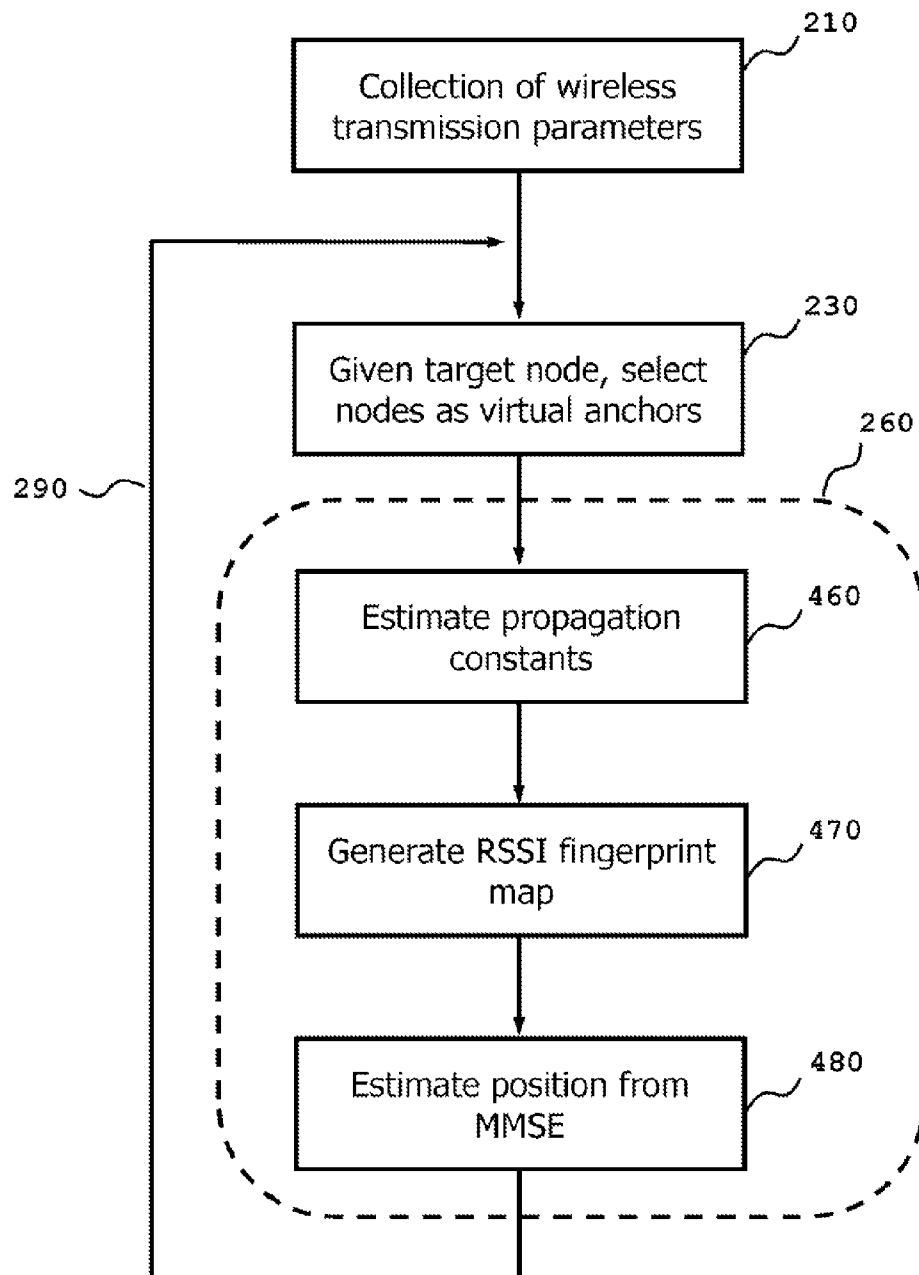 210
Collection of wireless
transmission parameters
230
Given target node, select
nodes as virtual anchors
260
290
460
Estimate propagation
constants
470
Generate RSSI fingerprint
map
480
Estimate position from
MMSE